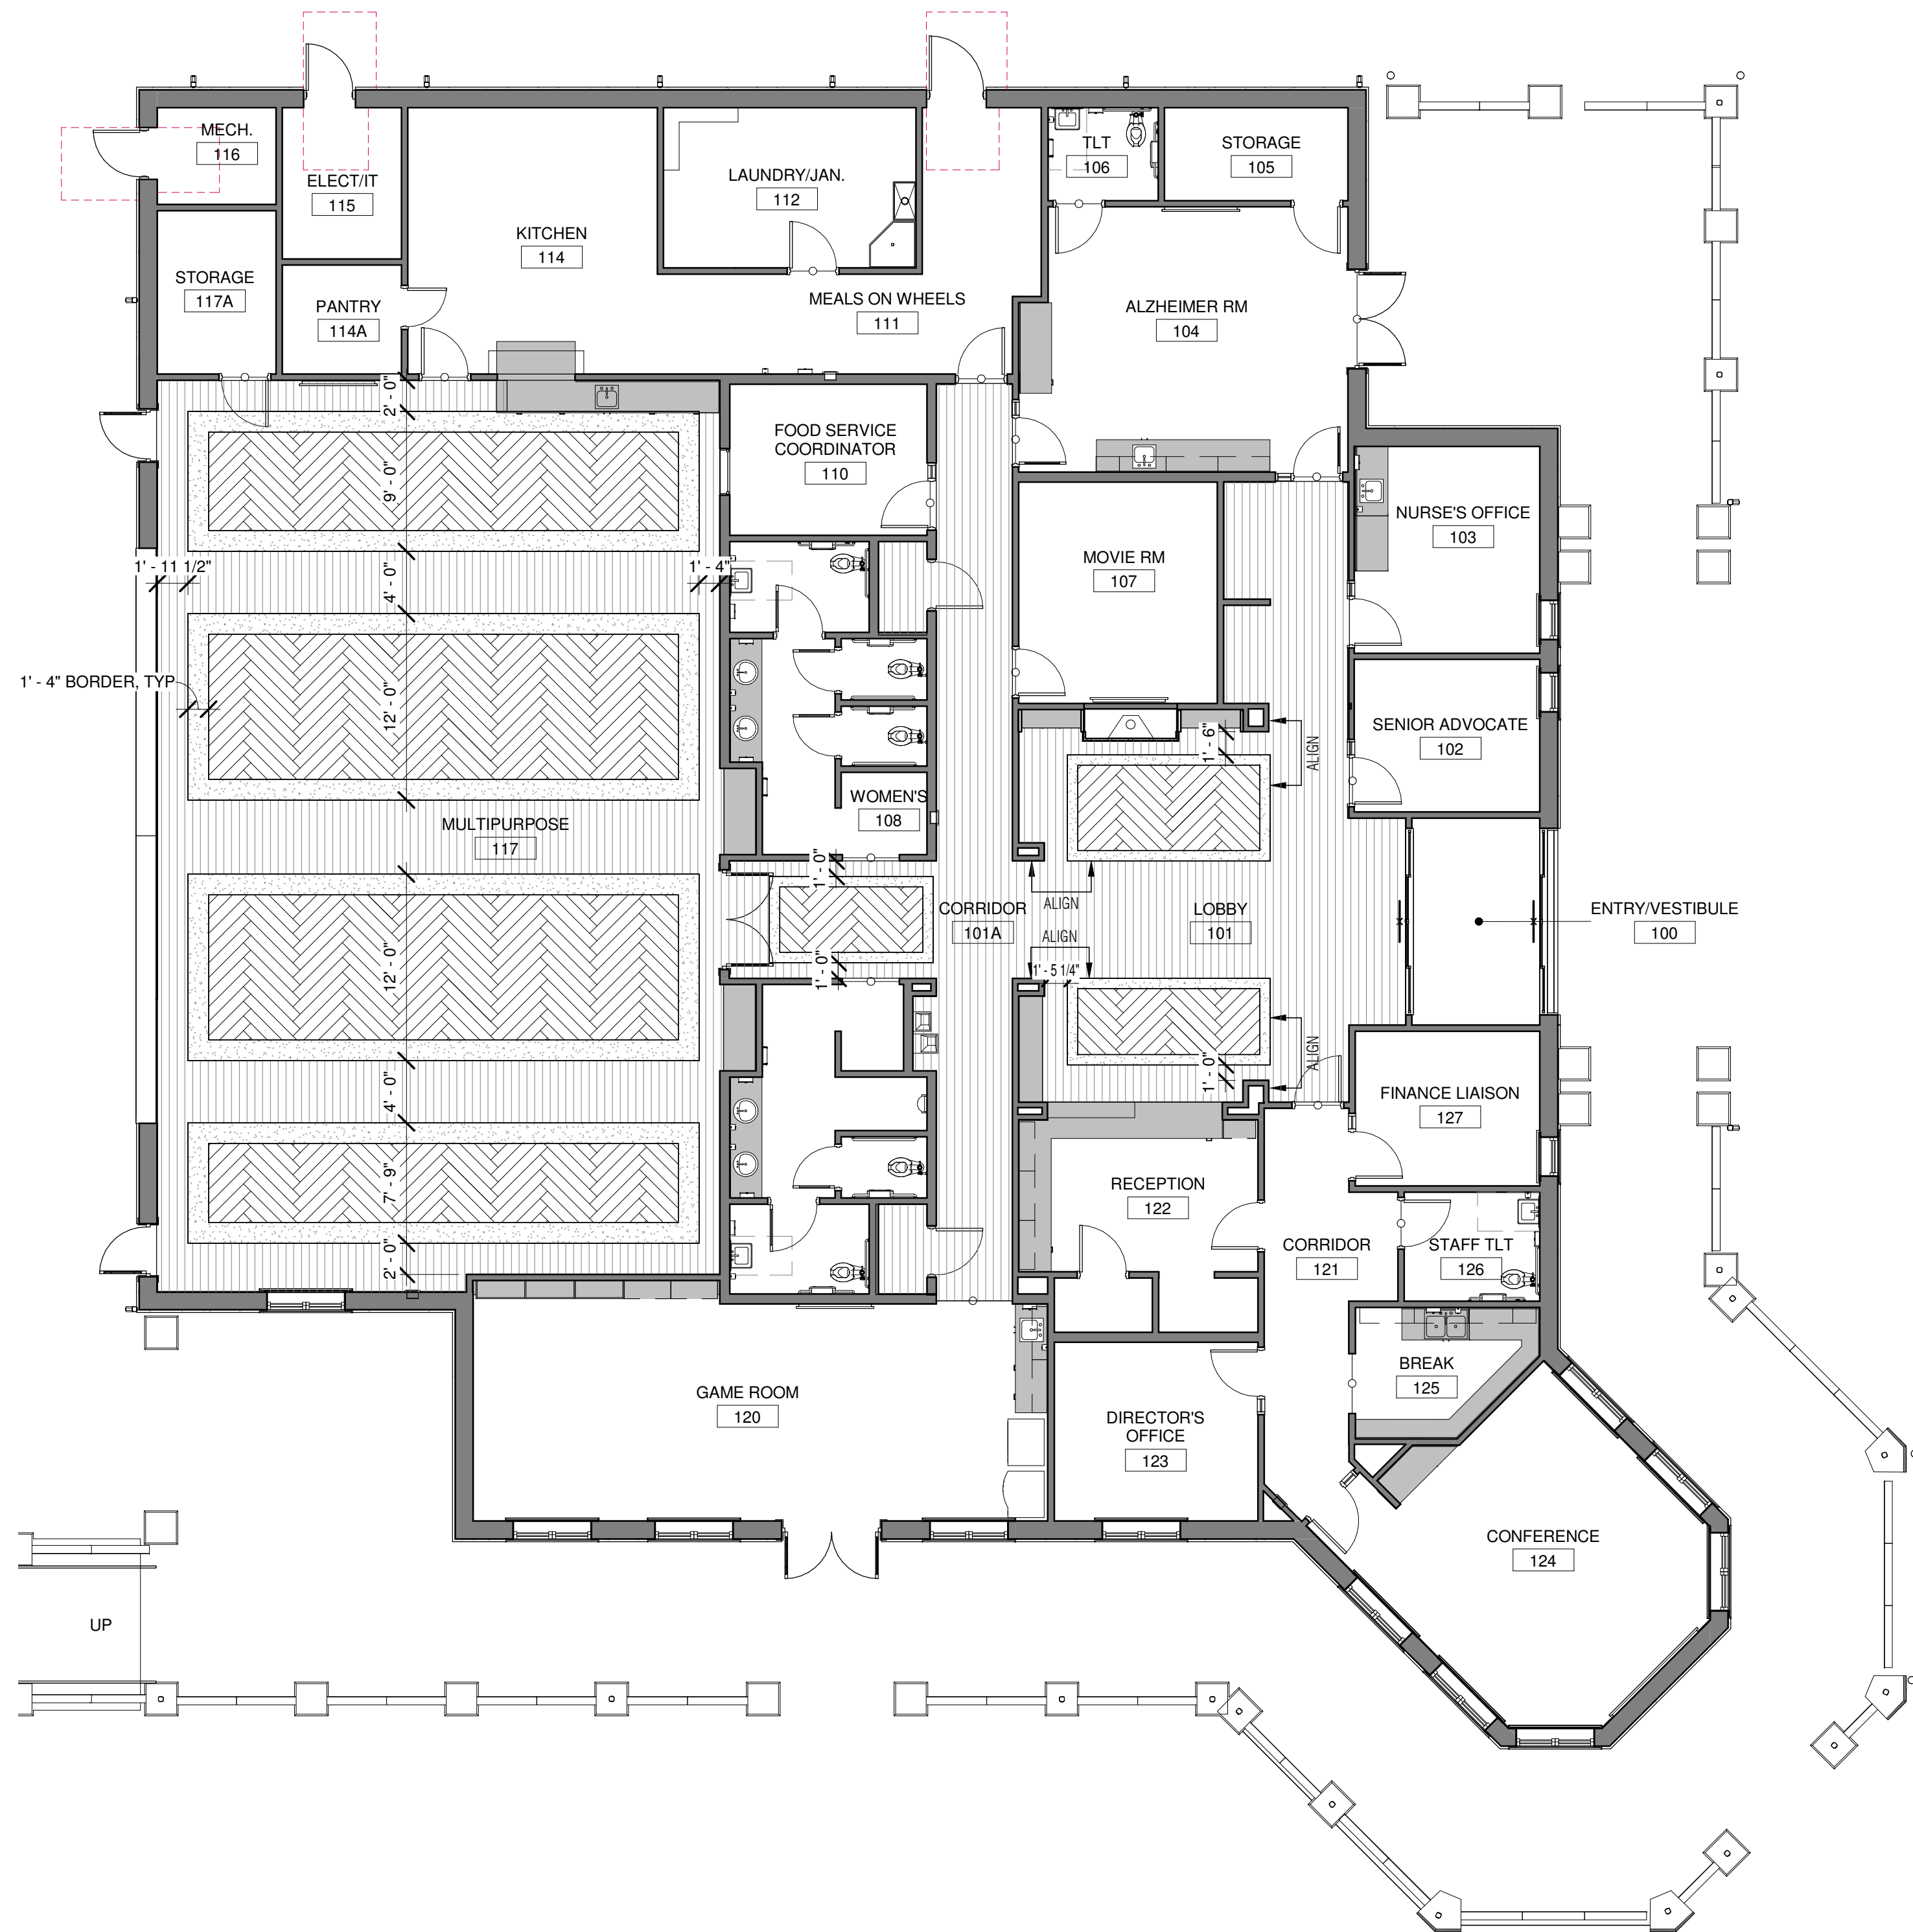 MECH.
116
ELECT/IT
115
KITCHEN
114
LAUNDRY/JAN.
112
TLT
106
STORAGE
105
STORAGE
117A
PANTRY
114A
MEALS ON WHEELS
111
ALZHEIMER RM
104
2' - 0"
9' - 0"
FOOD SERVICE
COORDINATOR
110
NURSE'S OFFICE
103
1' - 11 1/2"
4' - 0"
1' - 4"
MOVIE RM
107
1' - 4" BORDER, TYP
12' - 0"
SENIOR ADVOCATE
102
1' - 6"
ALIGN
WOMEN'S
108
MULTIPURPOSE
117
1' - 0"
CORRIDOR
101A
ALIGN
LOBBY
101
ENTRY/VESTIBULE
100
12' - 0"
1' - 0"
ALIGN
1' - 5 1/4"
1' - 0"
ALIGN
4' - 0"
FINANCE LIAISON
127
7' - 9"
RECEPTION
122
2' - 0"
CORRIDOR
121
STAFF TLT
126
GAME ROOM
120
BREAK
125
DIRECTOR'S
OFFICE
123
CONFERENCE
124
UP